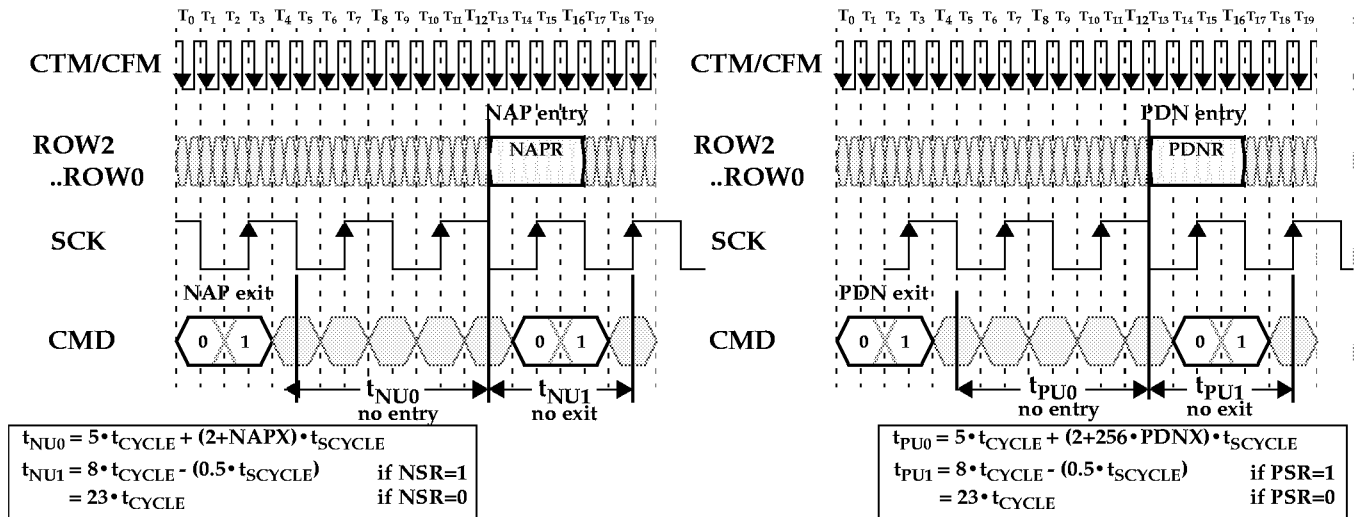 T0 T1 T2 T3 T4 T5 T6 T7 T8 T9 T10 T11 T12 T13 T14 T15 T16 T17 T18 T19
CTM/CFM
NAP entry
ROW2
..ROW0
NAPR
SCK
NAP exit
CMD
0 1 0 1
tNU0 tNU1
no entry no exit
tNU0 = 5•tCYCLE + (2+NAPX)•tSCYCLE
tNU1 = 8•tCYCLE - (0.5•tSCYCLE) if NSR=1
= 23•tCYCLE if NSR=0
T0 T1 T2 T3 T4 T5 T6 T7 T8 T9 T10 T11 T12 T13 T14 T15 T16 T17 T18 T19
CTM/CFM
PDN entry
ROW2
..ROW0
PDNR
SCK
PDN exit
CMD
0 1 0 1
tPU0 tPU1
no entry no exit
tPU0 = 5•tCYCLE + (2+256•PDNX)•tSCYCLE
tPU1 = 8•tCYCLE - (0.5•tSCYCLE) if PSR=1
= 23•tCYCLE if PSR=0